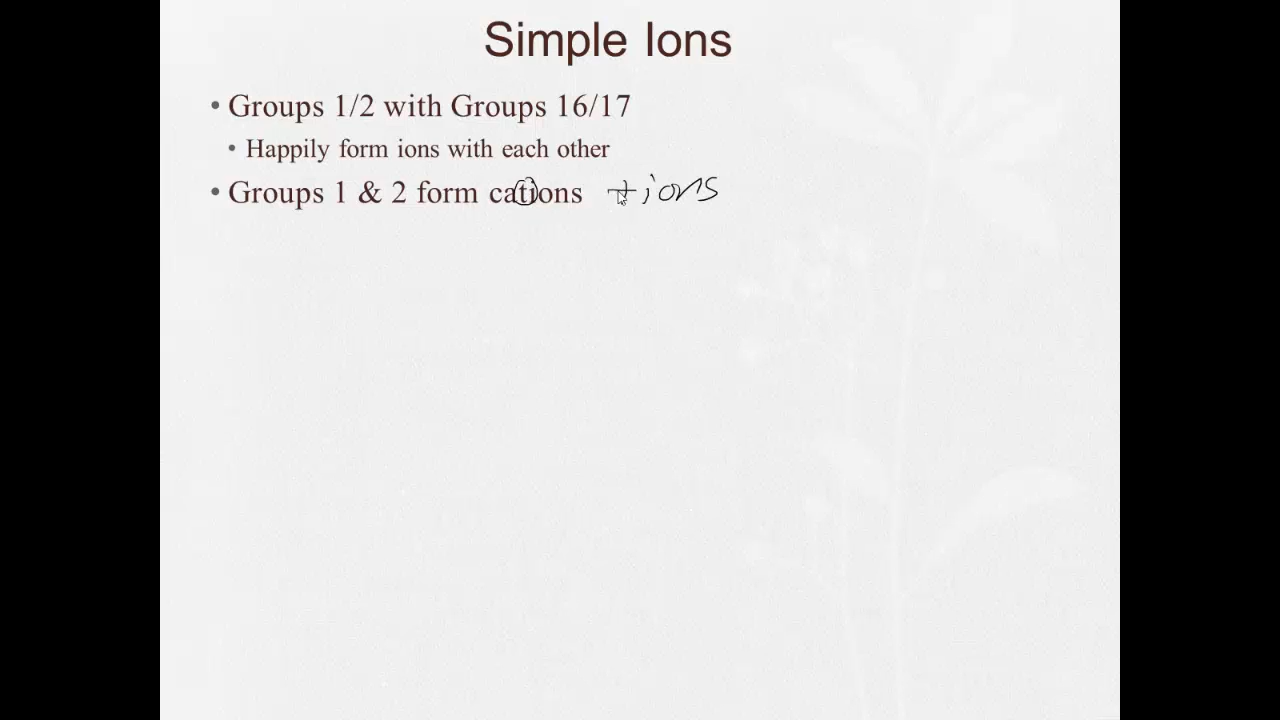 Simple Ions
• Groups 1/2 with Groups 16/17
• Happily form ions with each other
• Groups 1 & 2 form cations +ions